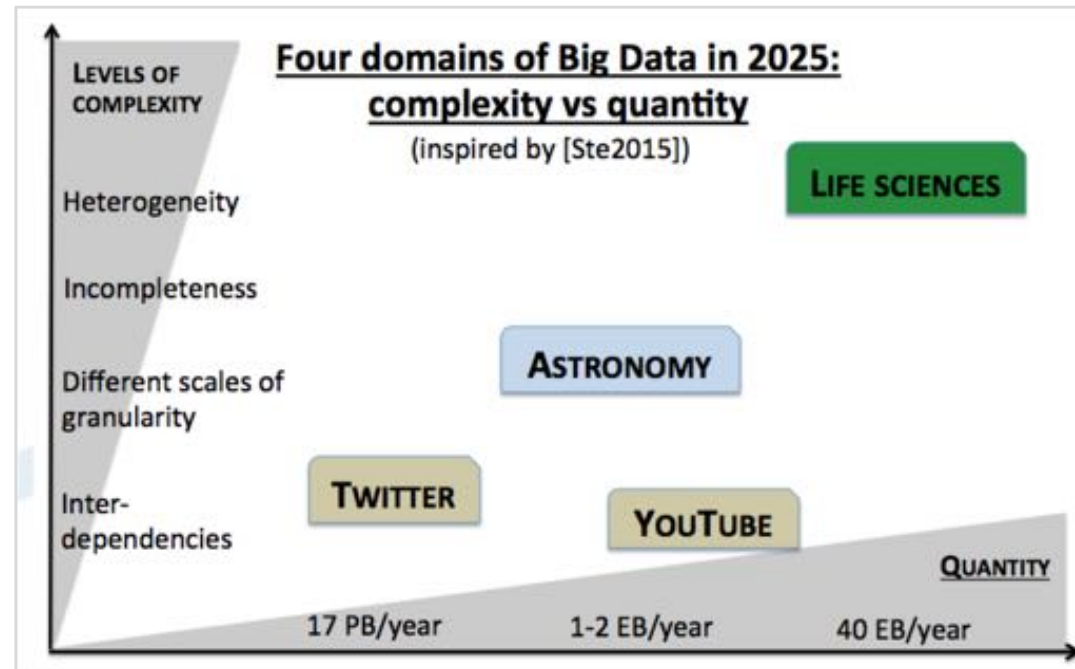 Four domains of Big Data in 2025:
complexity vs quantity
(inspired by [Ste2015])
LEVELS OF
COMPLEXITY
Heterogeneity
Incompleteness
Different scales of
granularity
Inter-
dependencies
LIFE SCIENCES
ASTRONOMY
TWITTER
YOUTUBE
QUANTITY
17 PB/year
1-2 EB/year
40 EB/year